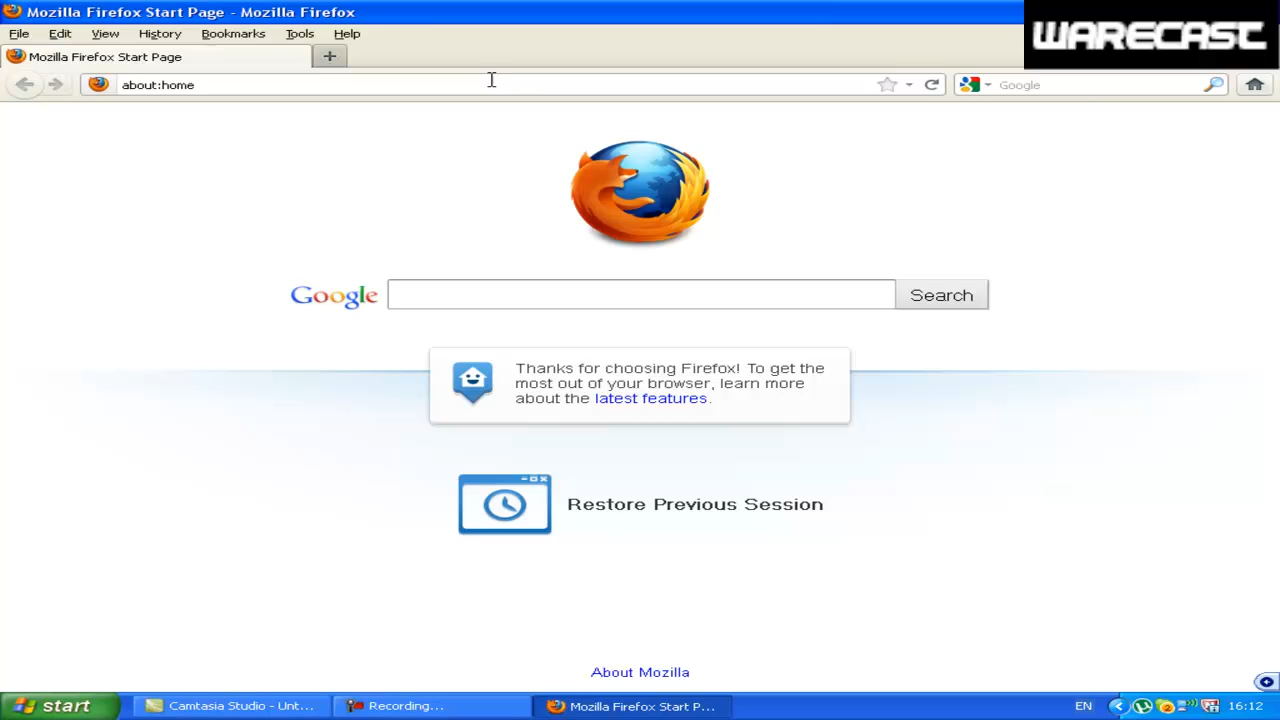 Mozilla Firefox Start Page - Mozilla Firefox
WARECAST
File Edit View History Bookmarks Tools Help
Mozilla Firefox Start Page
about:home
Google
Google
Search
Thanks for choosing Firefox! To get the
most out of your browser, learn more
about the latest features.
Restore Previous Session
About Mozilla
start
Camtasia Studio - Unt...
Recording...
Mozilla Firefox Start P...
EN
16:12